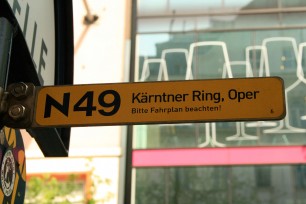 N49
Kärntner Ring, Oper
Bitte Fahrplan beachten!